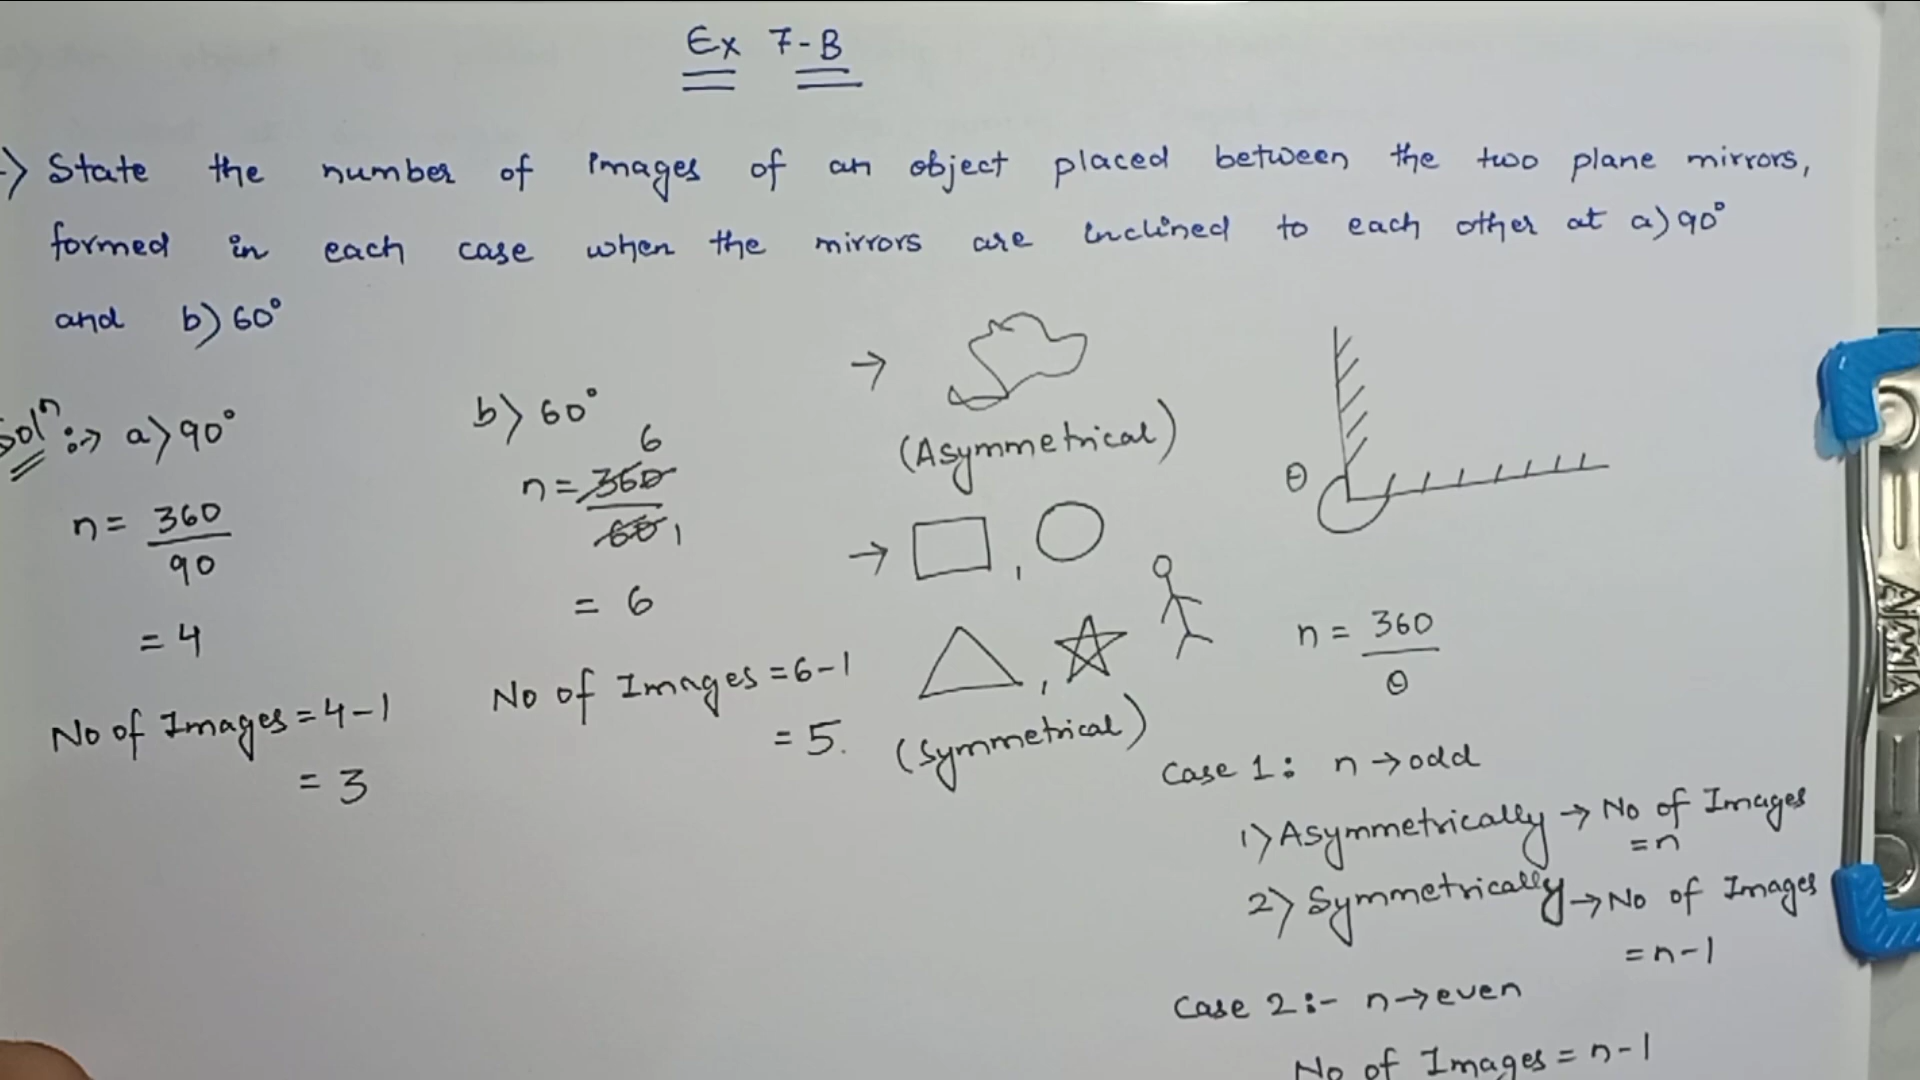 Ex 7-B
→) State the number of Images of an object placed between the two plane mirrors,
formed in each case when the mirrors are inclined to each other at a) 90°
and b) 60°
Solⁿ :→ a) 90°
n = 360
90
= 4
No of Images = 4-1
= 3
b) 60°
6
n = 360
60 1
= 6
No of Images = 6-1
= 5.
→
(Asymmetrical)
→ ,
,
(Symmetrical)
θ
n = 360
θ
Case 1: n → odd
1) Asymmetrically → No of Images
= n
2) Symmetrically → No of Images
= n-1
Case 2 :- n → even
No of Images = n-1